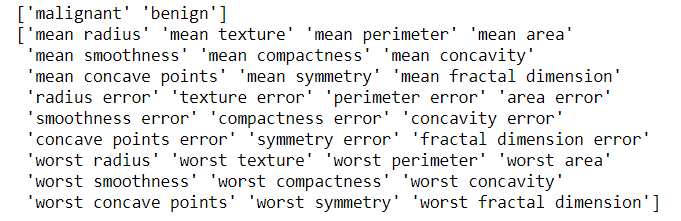 ['malignant' 'benign']
['mean radius' 'mean texture' 'mean perimeter' 'mean area'
'mean smoothness' 'mean compactness' 'mean concavity'
'mean concave points' 'mean symmetry' 'mean fractal dimension'
'radius error' 'texture error' 'perimeter error' 'area error'
'smoothness error' 'compactness error' 'concavity error'
'concave points error' 'symmetry error' 'fractal dimension error'
'worst radius' 'worst texture' 'worst perimeter' 'worst area'
'worst smoothness' 'worst compactness' 'worst concavity'
'worst concave points' 'worst symmetry' 'worst fractal dimension']